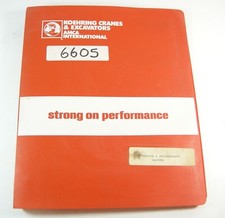 KOEHRING CRANES
& EXCAVATORS
AMCA
INTERNATIONAL
6605
strong on performance